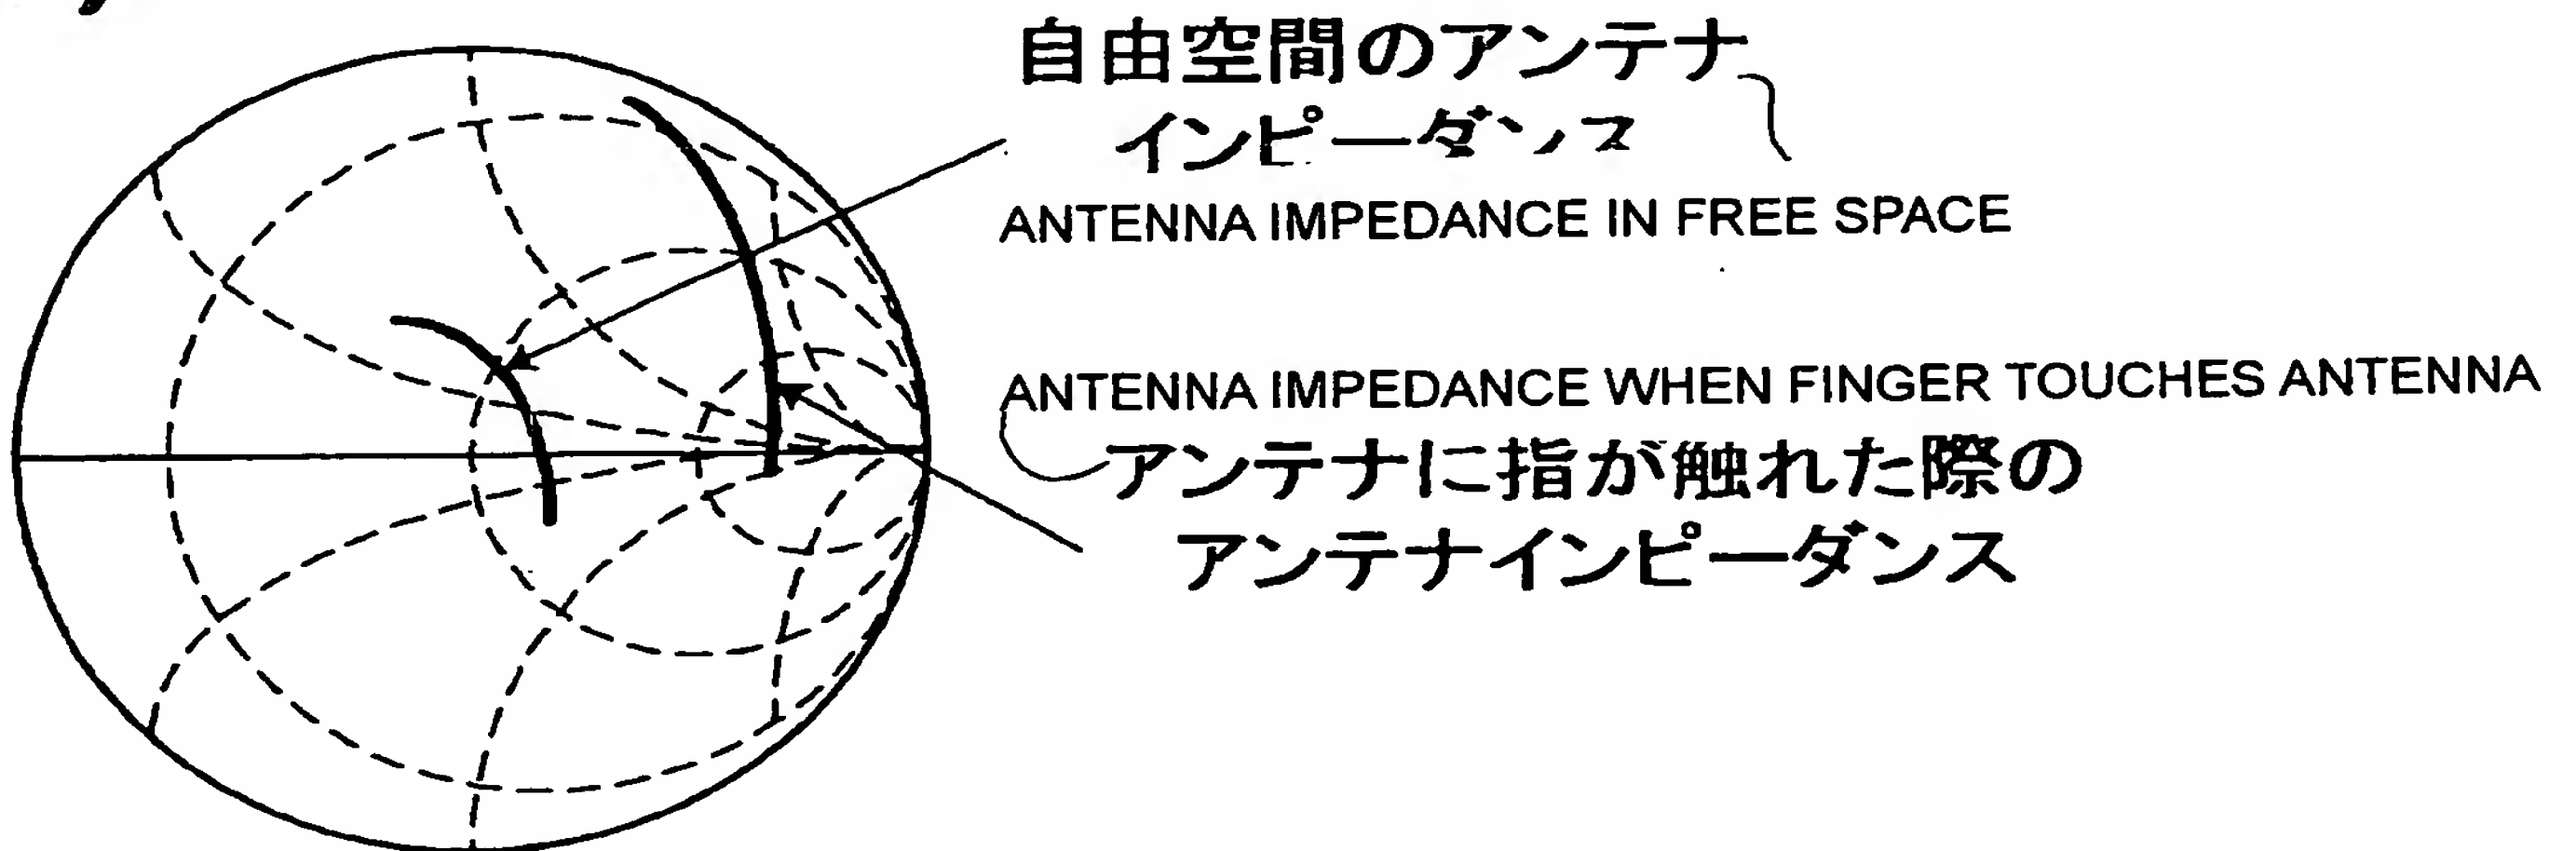 自由空間のアンテナ
インピーダンス
ANTENNA IMPEDANCE IN FREE SPACE
ANTENNA IMPEDANCE WHEN FINGER TOUCHES ANTENNA
アンテナに指が触れた際の
アンテナインピーダンス